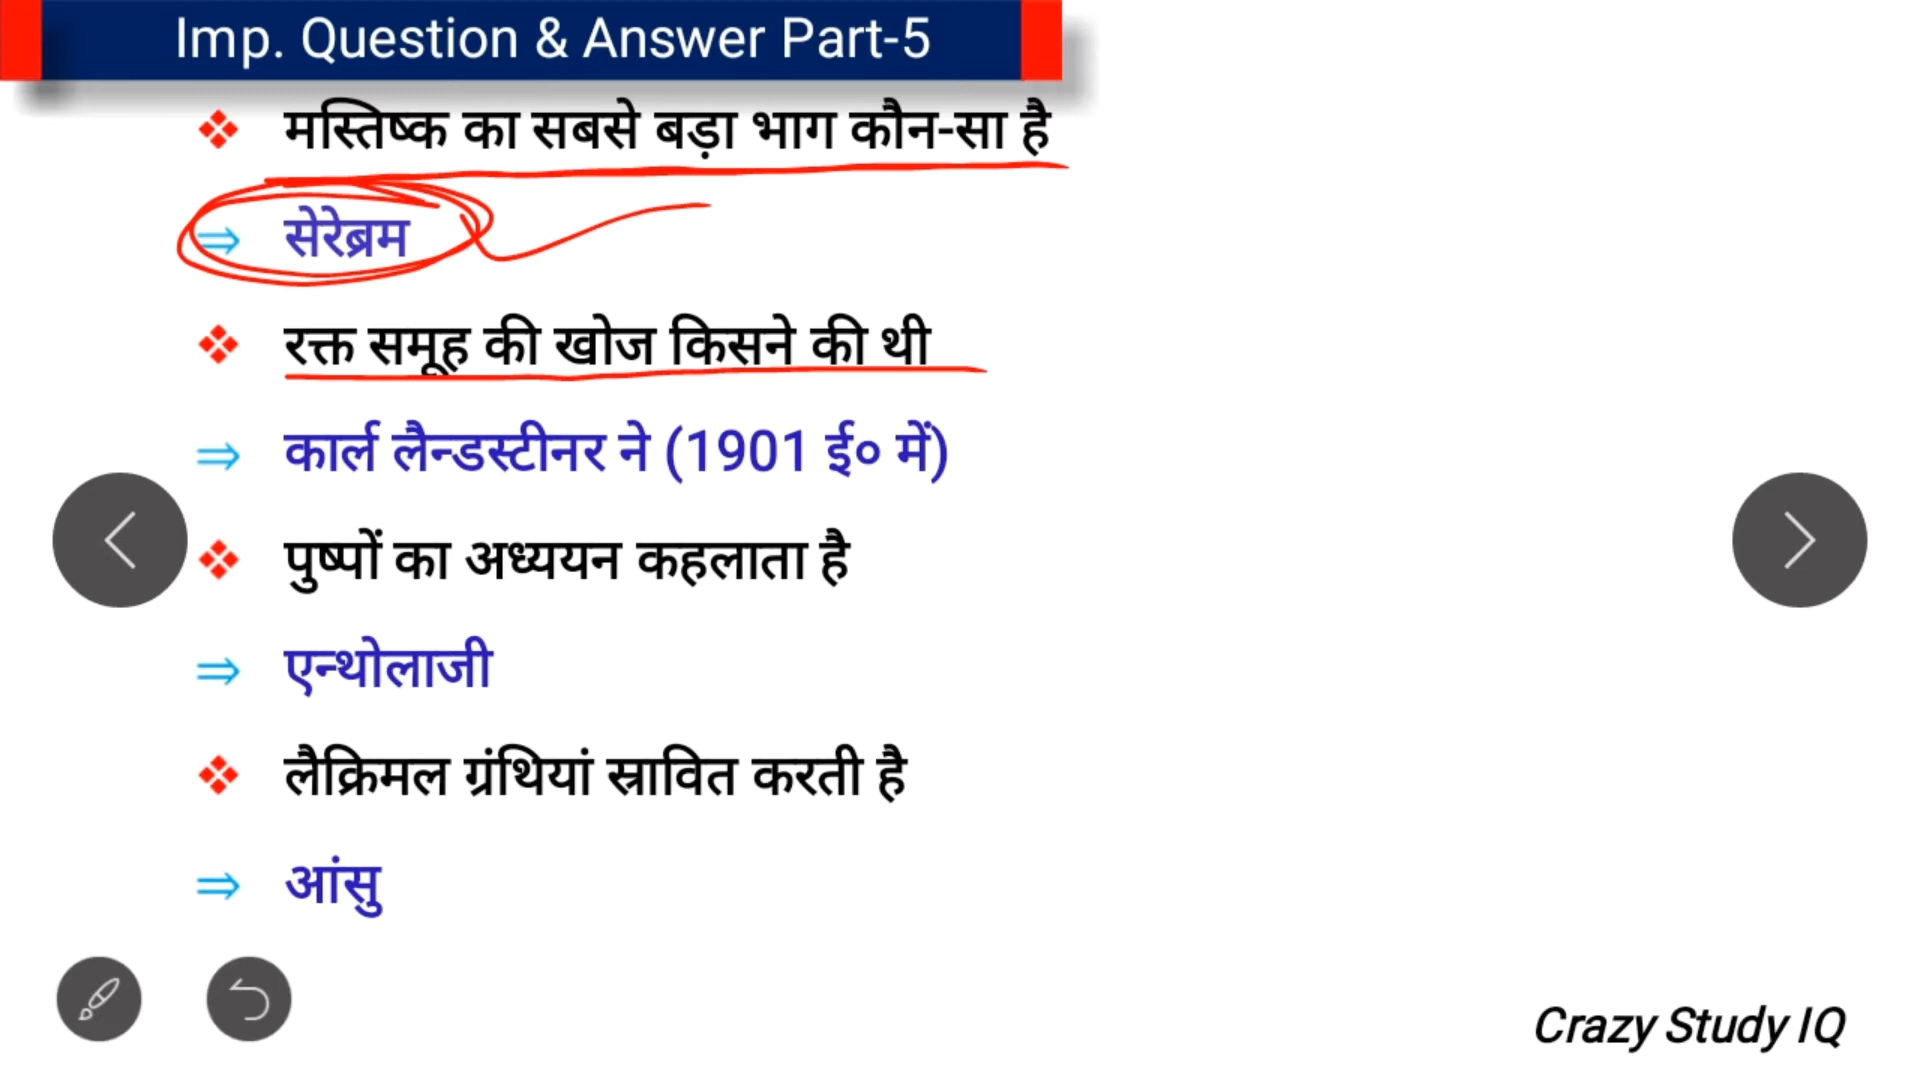 Imp. Question & Answer Part-5
मस्तिष्क का सबसे बड़ा भाग कौन-सा है
सेरेब्रम
रक्त समूह की खोज किसने की थी
कार्ल लैन्डस्टीनर ने (1901 ई० में)
पुष्पों का अध्ययन कहलाता है
एन्थोलाजी
लैक्रिमल ग्रंथियां स्रावित करती है
आंसु
Crazy Study IQ